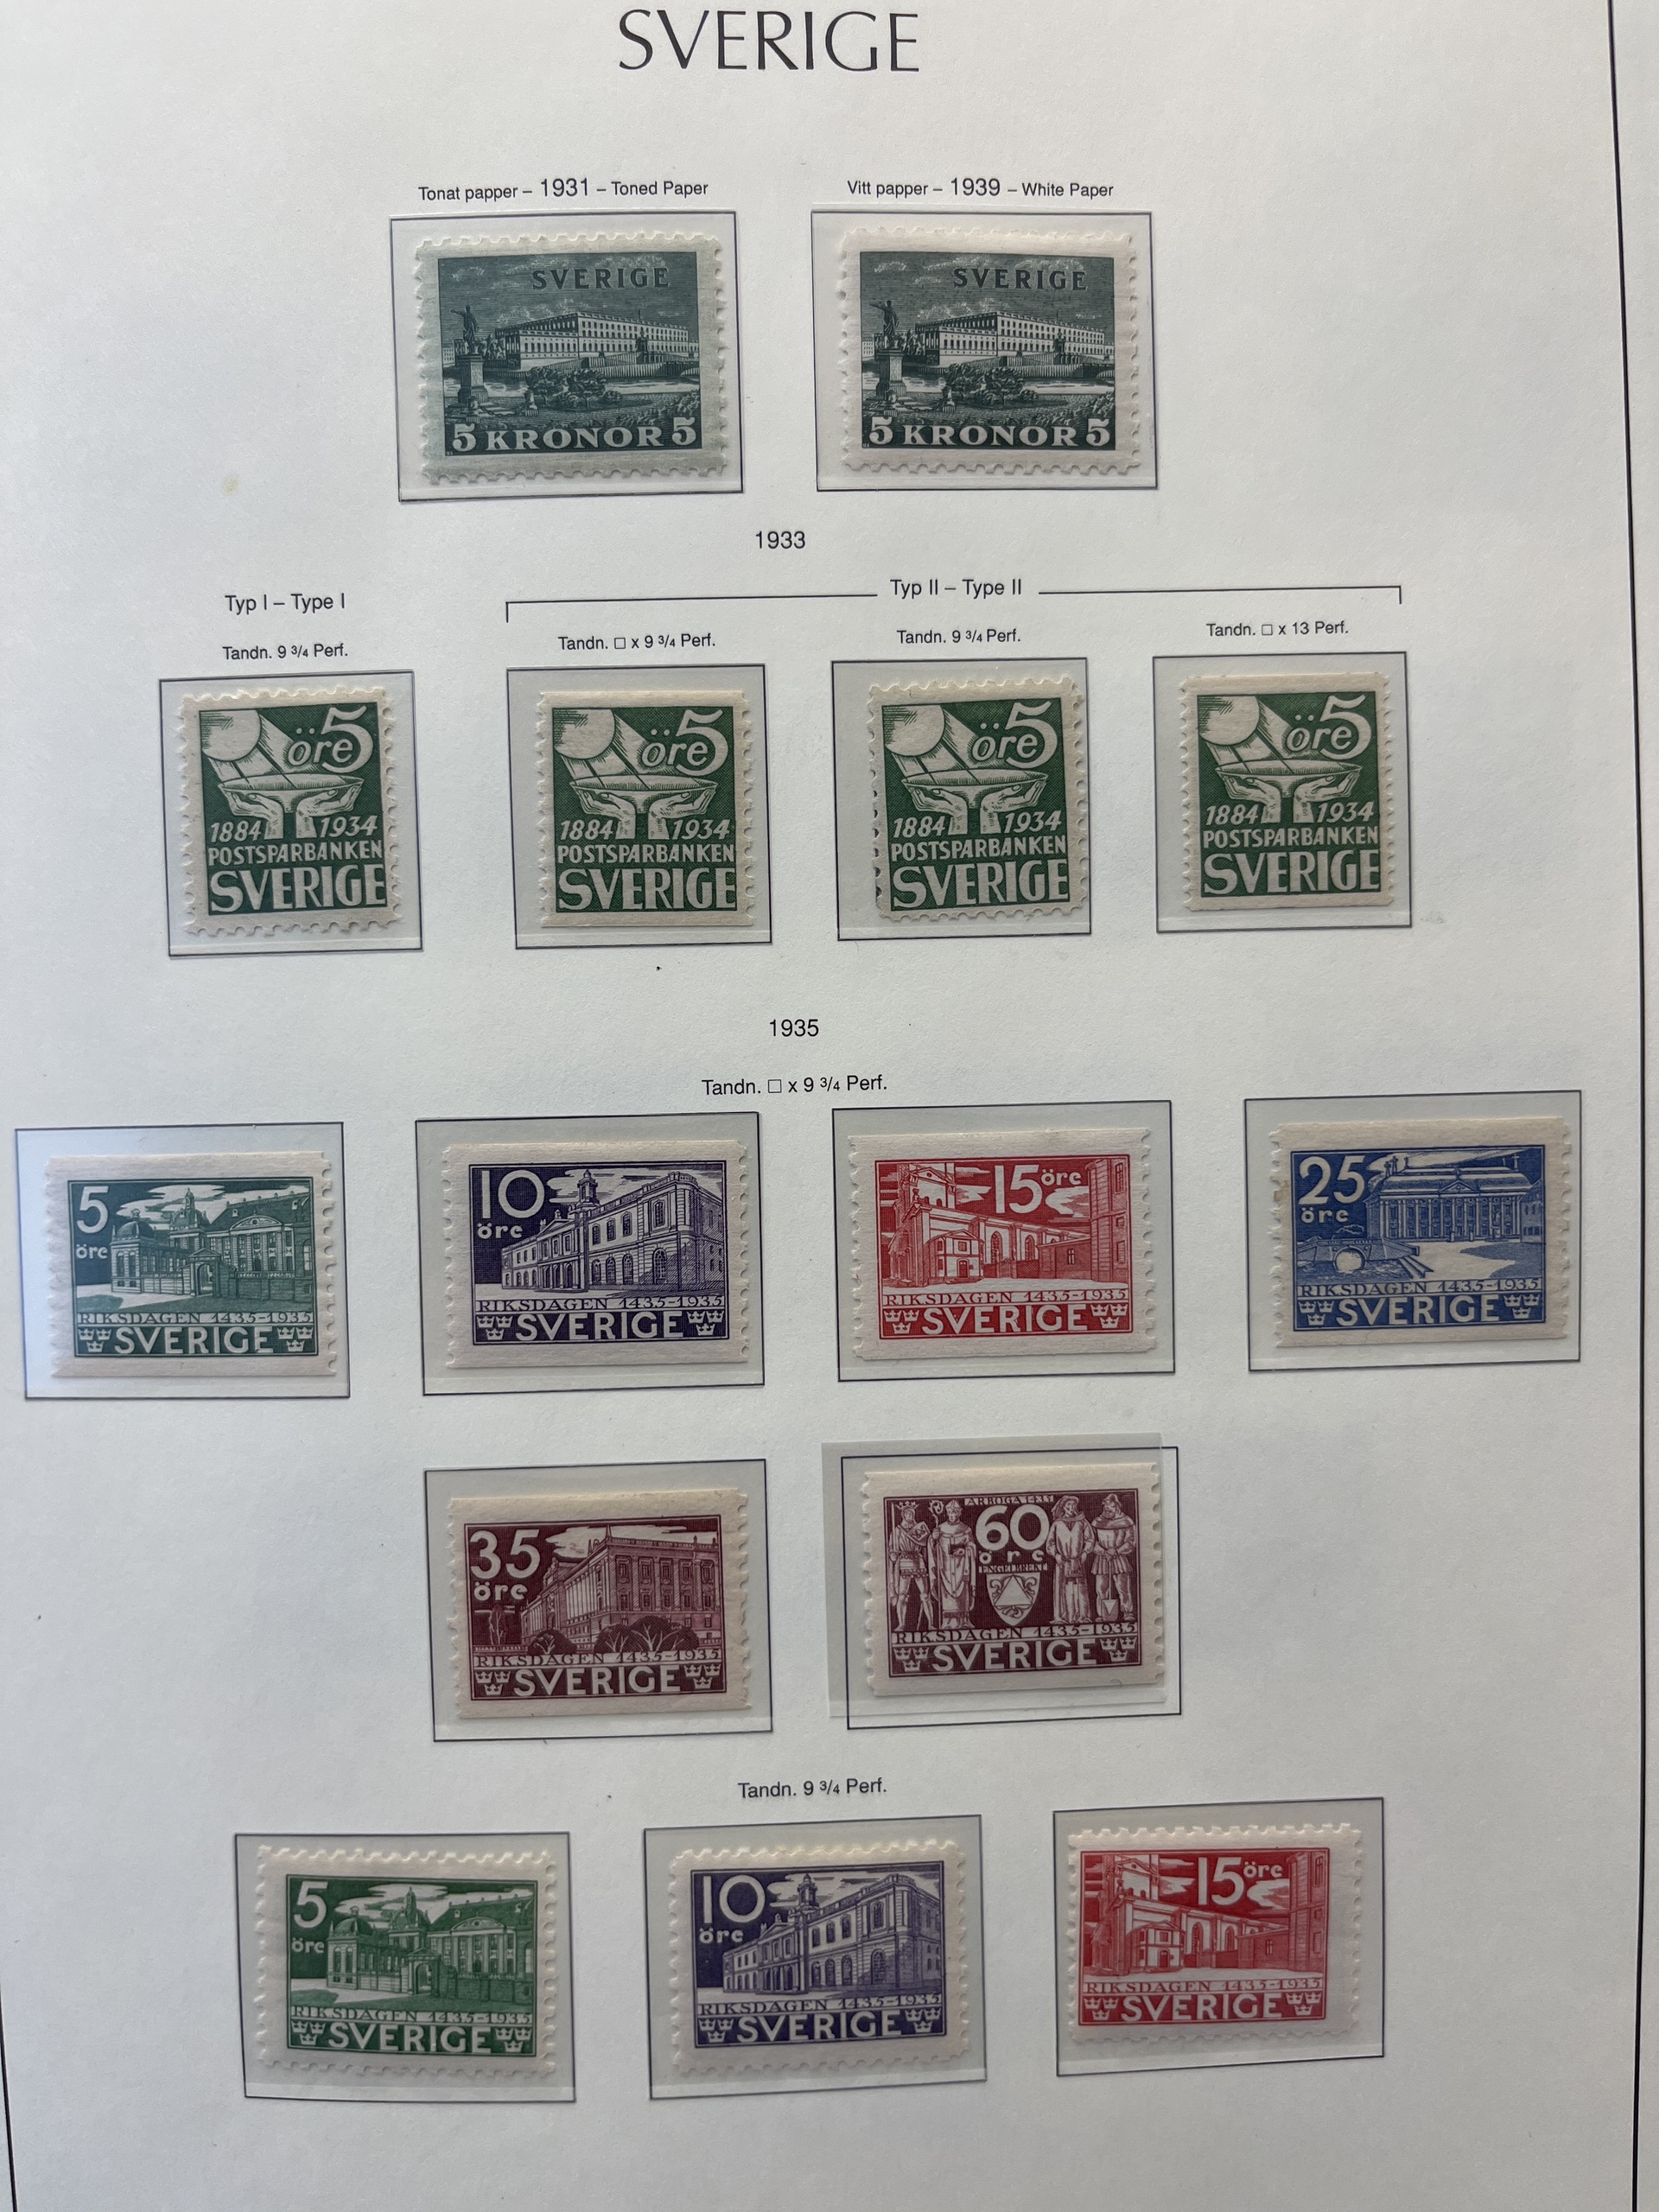 SVERIGE
Tonat papper – 1931 – Toned Paper
Vitt papper – 1939 – White Paper
SVERIGE
5 KRONOR 5
SVERIGE
5 KRONOR 5
1933
Typ I – Type I
Typ II – Type II
Tandn. 9 3/4 Perf.
Tandn. □ x 9 3/4 Perf.
Tandn. 9 3/4 Perf.
Tandn. □ x 13 Perf.
öre 5
1884 1934
POSTSPARBANKEN
SVERIGE
öre 5
1884 1934
POSTSPARBANKEN
SVERIGE
öre 5
1884 1934
POSTSPARBANKEN
SVERIGE
öre 5
1884 1934
POSTSPARBANKEN
SVERIGE
1935
Tandn. □ x 9 3/4 Perf.
5
öre
RIKSDAGEN 1435-1935
SVERIGE
10
öre
RIKSDAGEN 1435-1935
SVERIGE
15 öre
RIKSDAGEN 1435-1935
SVERIGE
25
öre
RIKSDAGEN 1435-1935
SVERIGE
35
öre
RIKSDAGEN 1435-1935
SVERIGE
ARBOGA 1435
60
öre
ENGELBREKT
RIKSDAGEN 1435-1935
SVERIGE
Tandn. 9 3/4 Perf.
5
öre
RIKSDAGEN 1435-1935
SVERIGE
10
öre
RIKSDAGEN 1435-1935
SVERIGE
15 öre
RIKSDAGEN 1435-1935
SVERIGE